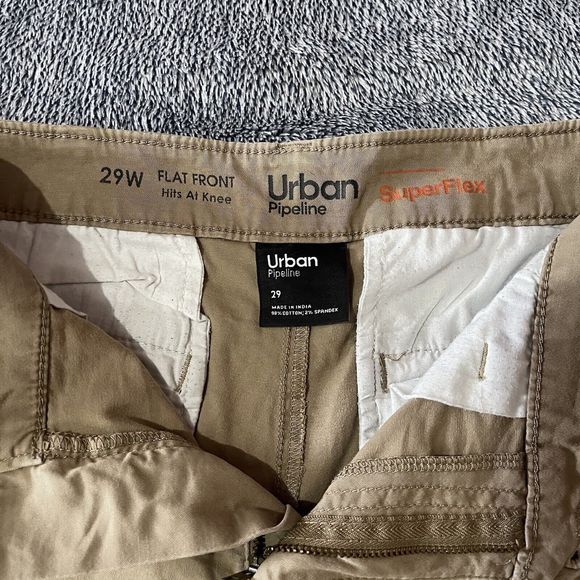 29W FLAT FRONT
Hits At Knee
Urban
Pipeline
SuperFlex
Urban
Pipeline
29
MADE IN INDIA
98% COTTON; 2% SPANDEX